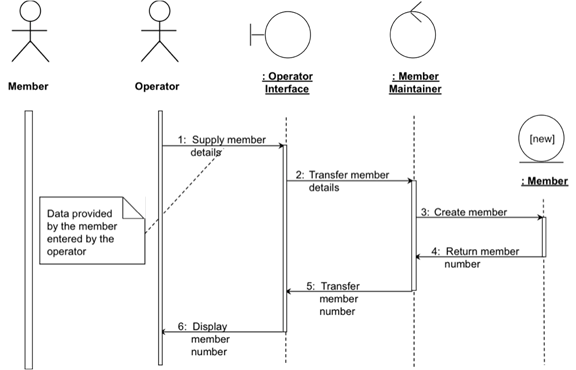 Member
Operator
: Operator
Interface
: Member
Maintainer
[new]
: Member
1: Supply member
details
2: Transfer member
details
3: Create member
4: Return member
number
5: Transfer
member
number
6: Display
member
number
Data provided
by the member
entered by the
operator